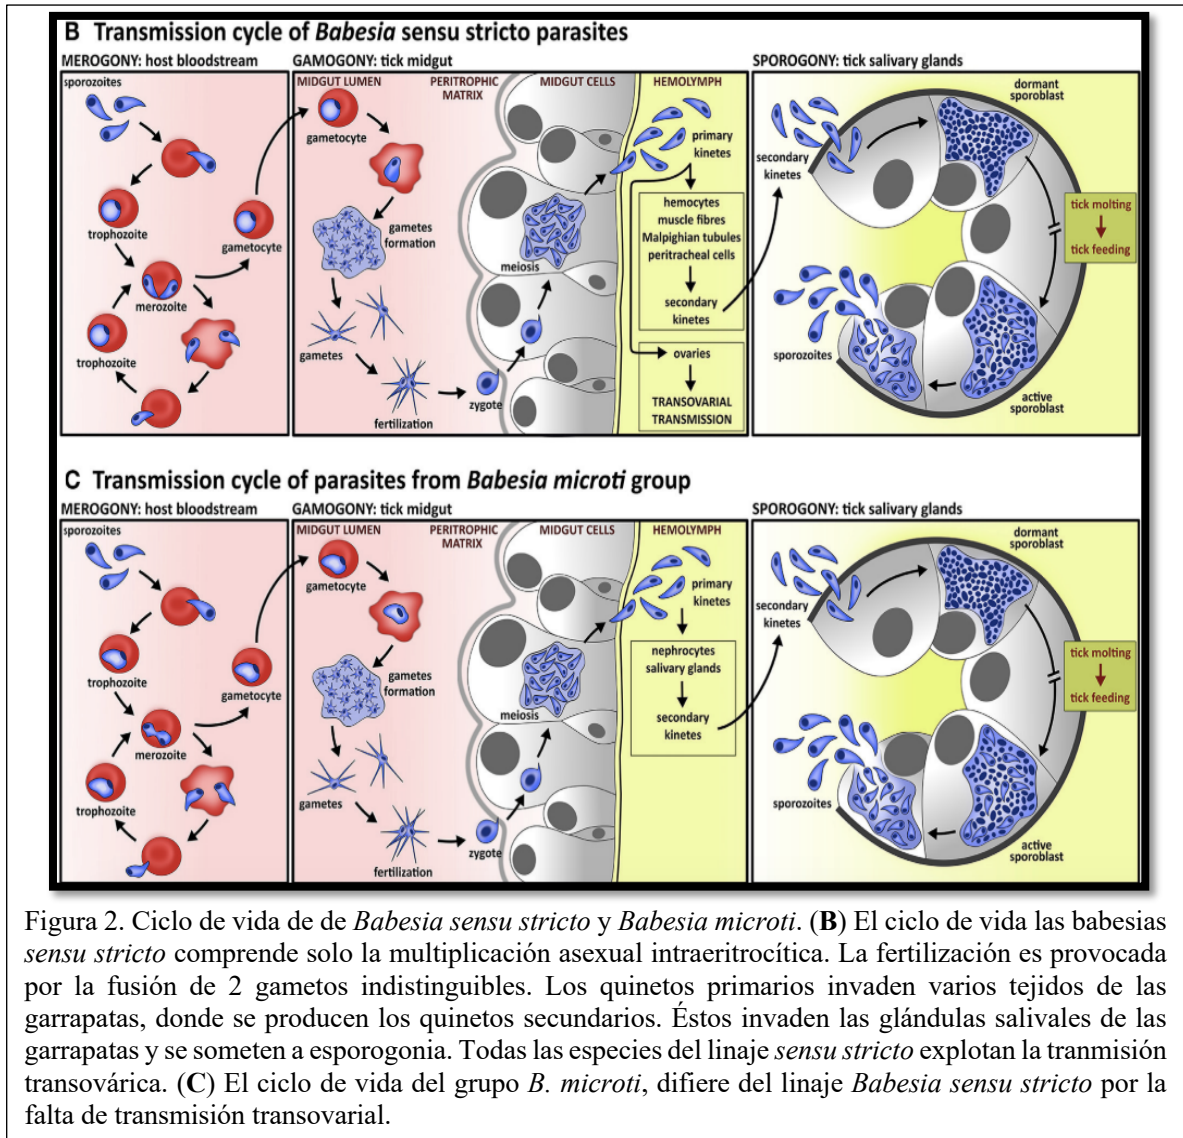 B Transmission cycle of Babesia sensu stricto parasites
MEROGONY: host bloodstream
sporozoites
trophozoite
gametocyte
merozoite
trophozoite
GAMOGONY: tick midgut
MIDGUT LUMEN
PERITROPHIC
MATRIX
MIDGUT CELLS
HEMOLYMPH
gametocyte
gametes
formation
gametes
fertilization
zygote
meiosis
primary
kinetes
hemocytes
muscle fibres
Malpighian tubules
peritracheal cells
secondary
kinetes
ovaries
TRANSOVARIAL
TRANSMISSION
SPOROGONY: tick salivary glands
dormant
sporoblast
secondary
kinetes
tick molting
tick feeding
sporozoites
active
sporoblast
C Transmission cycle of parasites from Babesia microti group
MEROGONY: host bloodstream
sporozoites
trophozoite
gametocyte
merozoite
trophozoite
GAMOGONY: tick midgut
MIDGUT LUMEN
PERITROPHIC
MATRIX
MIDGUT CELLS
HEMOLYMPH
gametocyte
gametes
formation
gametes
fertilization
zygote
meiosis
primary
kinetes
nephrocytes
salivary glands
secondary
kinetes
SPOROGONY: tick salivary glands
dormant
sporoblast
secondary
kinetes
tick molting
tick feeding
sporozoites
active
sporoblast
Figura 2. Ciclo de vida de de Babesia sensu stricto y Babesia microti. (B) El ciclo de vida las babesias
sensu stricto comprende solo la multiplicación asexual intraeritrocítica. La fertilización es provocada
por la fusión de 2 gametos indistinguibles. Los quinetos primarios invaden varios tejidos de las
garrapatas, donde se producen los quinetos secundarios. Éstos invaden las glándulas salivales de las
garrapatas y se someten a esporogonia. Todas las especies del linaje sensu stricto explotan la tranmisión
transovárica. (C) El ciclo de vida del grupo B. microti, difiere del linaje Babesia sensu stricto por la
falta de transmisión transovarial.